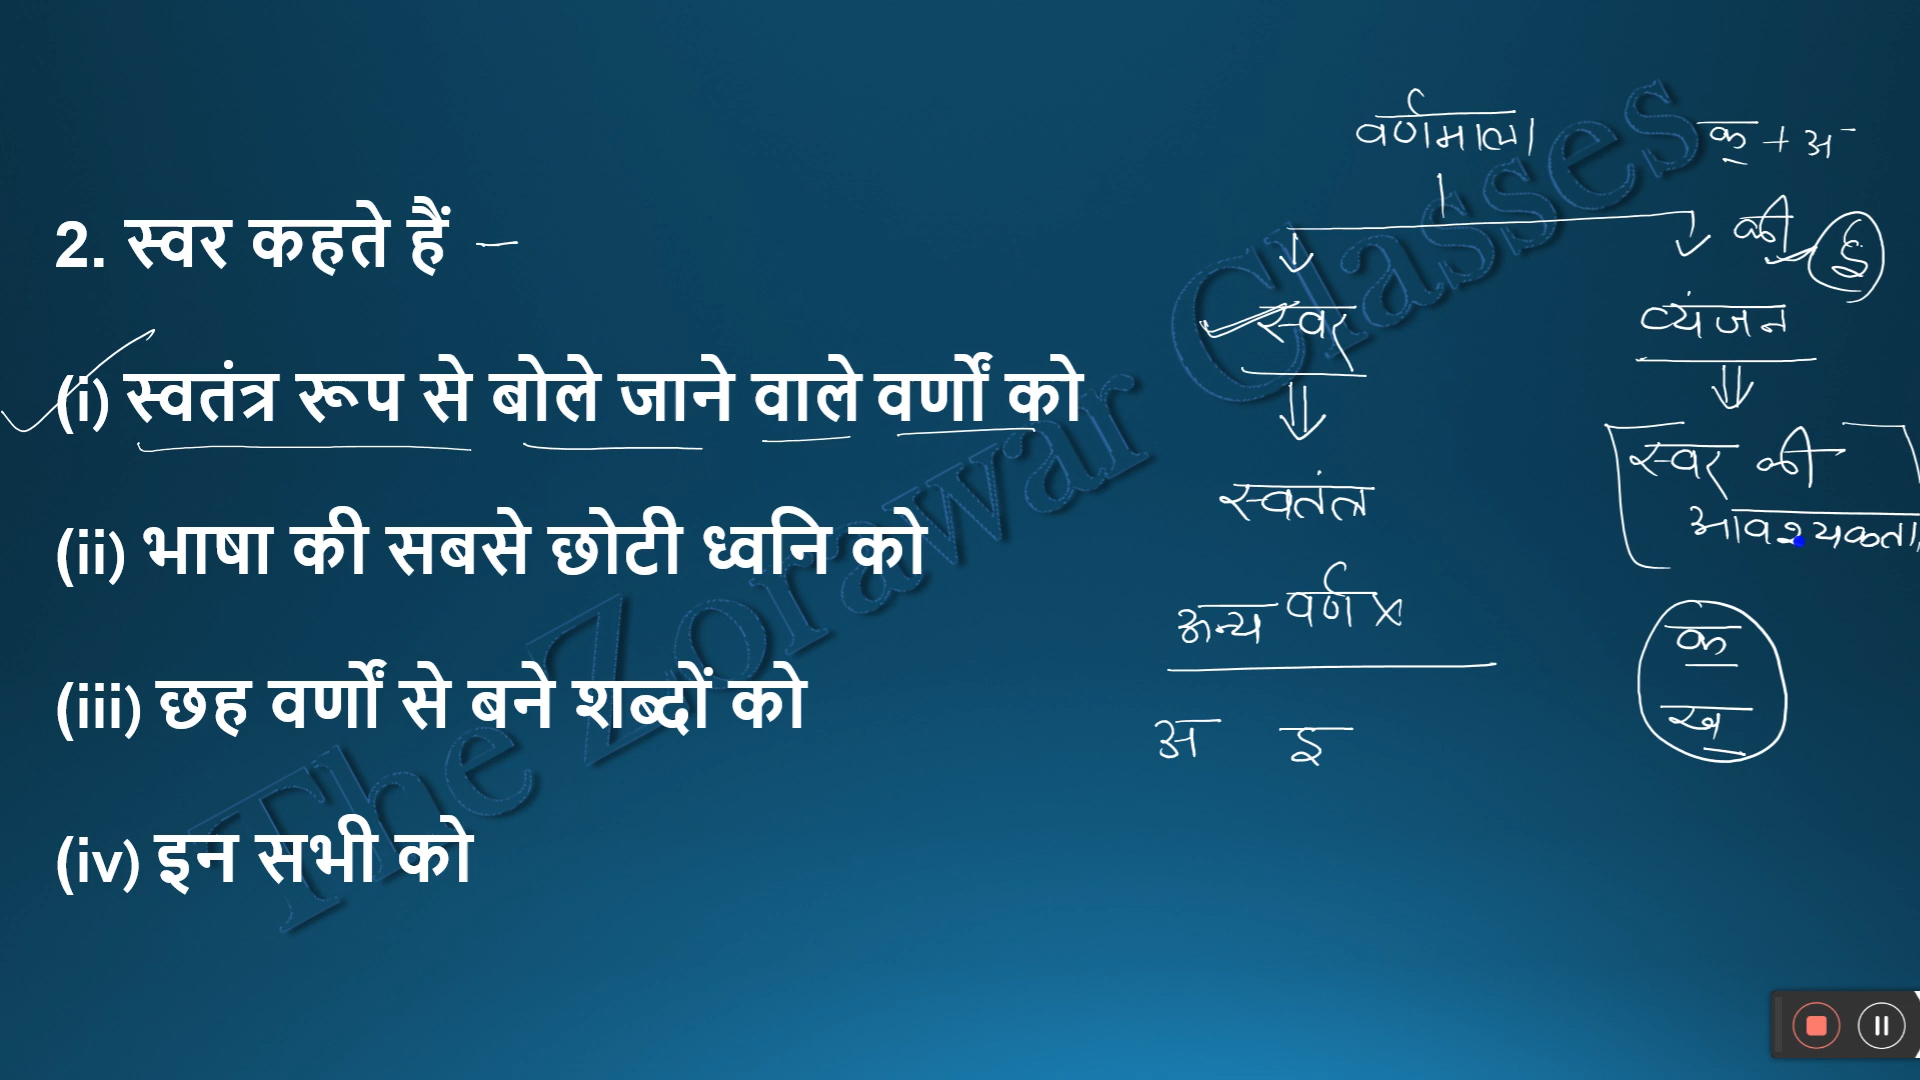 2. स्वर कहते हैं –
(i) स्वतंत्र रूप से बोले जाने वाले वर्णों को
(ii) भाषा की सबसे छोटी ध्वनि को
(iii) छह वर्णों से बने शब्दों को
(iv) इन सभी को
वर्णमाला
क् + अ
की ई
स्वर
व्यंजन
स्वतंत्र
स्वर की
आवश्यकता
अन्य वर्ण x
अ इ
क
ख
The Zorawar Classes